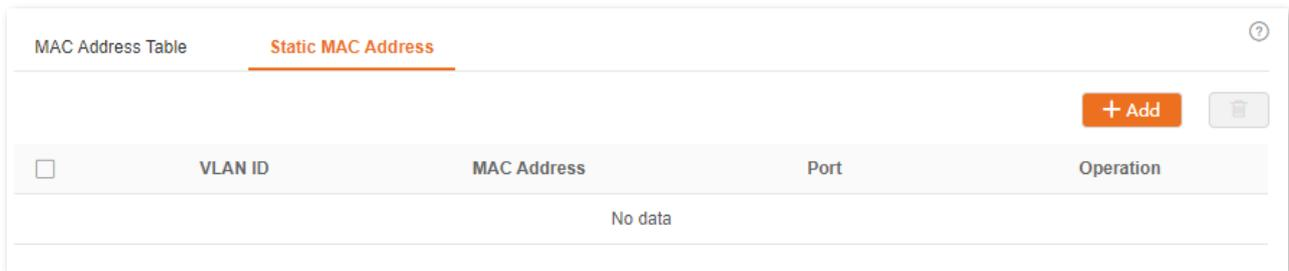 MAC Address Table Static MAC Address ?
+ Add
VLAN ID MAC Address Port Operation
No data